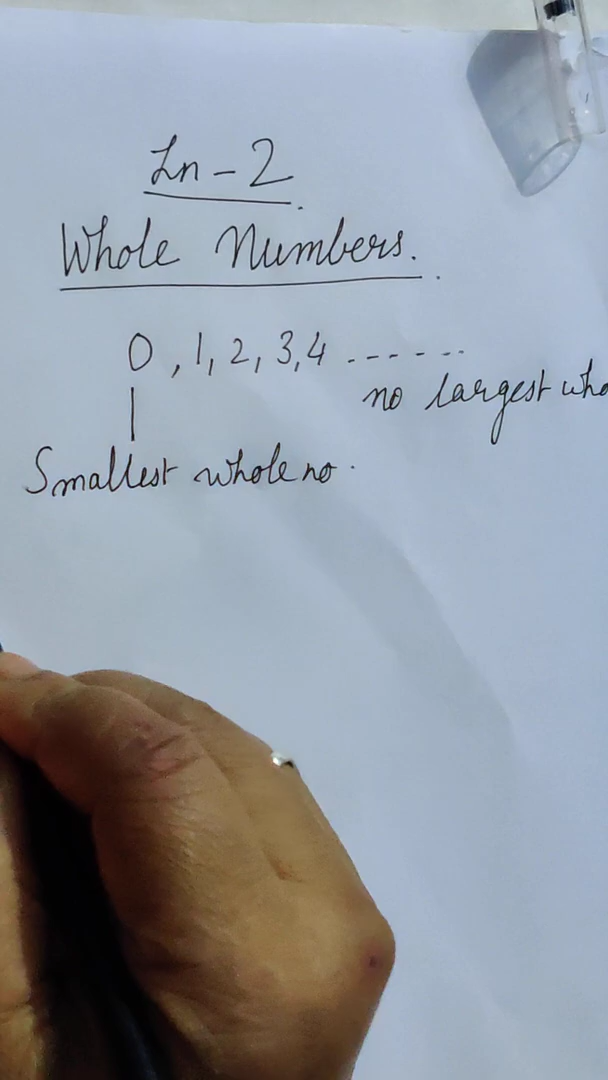 Ln - 2
Whole Numbers.
0, 1, 2, 3, 4 ------
no largest
Smallest whole no.